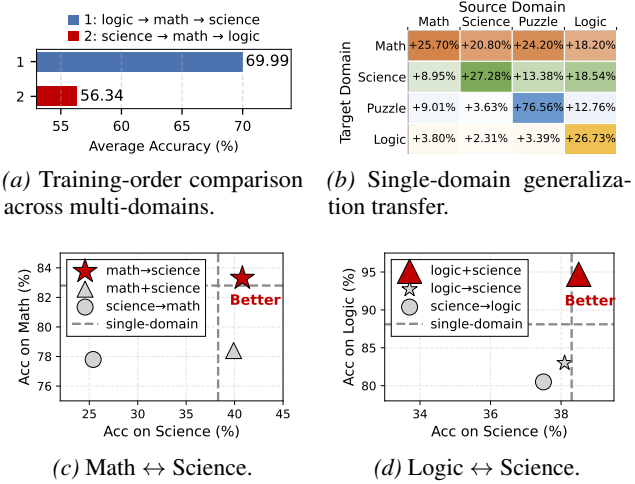 1: logic → math → science
2: science → math → logic
1
69.99
2
56.34
55 60 65 70
Average Accuracy (%)
(a) Training-order comparison
across multi-domains.
Source Domain
Math Science Puzzle Logic
Target Domain
Math +25.70% +20.80% +24.20% +18.20%
Science +8.95% +27.28% +13.38% +18.54%
Puzzle +9.01% +3.63% +76.56% +12.76%
Logic +3.80% +2.31% +3.39% +26.73%
(b) Single-domain generaliza-
tion transfer.
Acc on Math (%)
84
82
80
78
76
math→science
math+science
science→math
single-domain
Better
25 30 35 40 45
Acc on Science (%)
(c) Math ↔ Science.
Acc on Logic (%)
95
90
85
80
logic+science
logic→science
science→logic
single-domain
Better
34 36 38
Acc on Science (%)
(d) Logic ↔ Science.